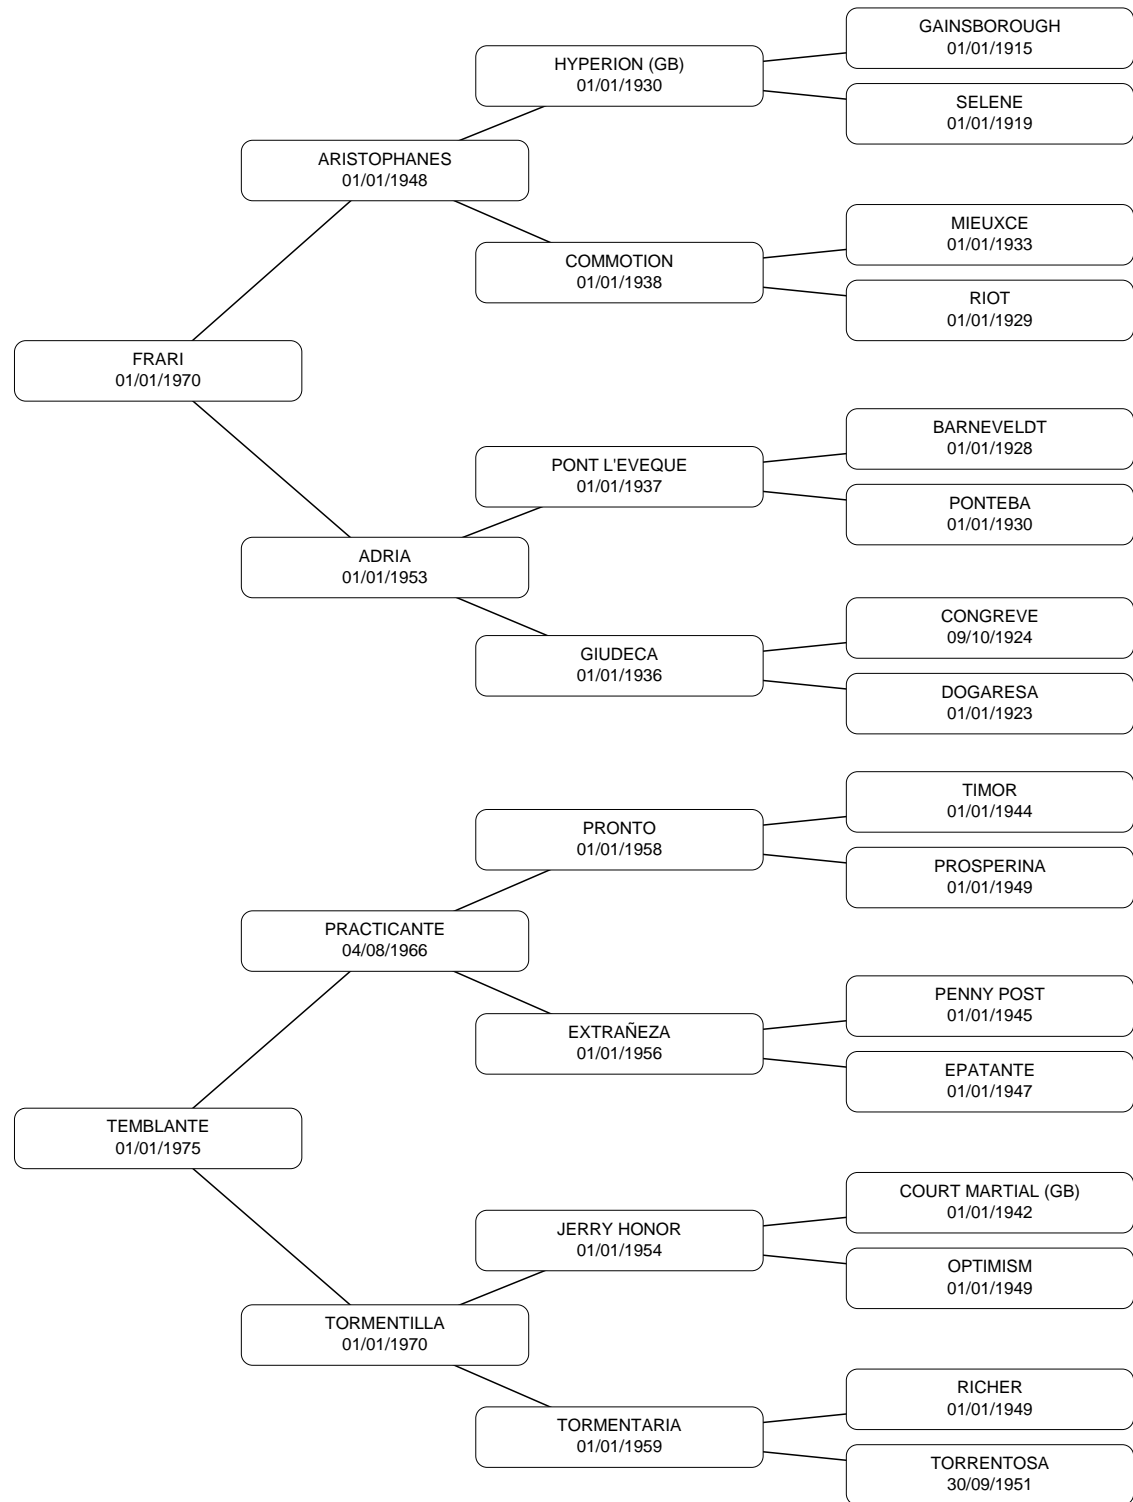 GAINSBOROUGH
01/01/1915
HYPERION (GB)
01/01/1930
SELENE
01/01/1919
ARISTOPHANES
01/01/1948
MIEUXCE
01/01/1933
COMMOTION
01/01/1938
RIOT
01/01/1929
FRARI
01/01/1970
BARNEVELDT
01/01/1928
PONT L'EVEQUE
01/01/1937
PONTEBA
01/01/1930
ADRIA
01/01/1953
CONGREVE
09/10/1924
GIUDECA
01/01/1936
DOGARESA
01/01/1923
TIMOR
01/01/1944
PRONTO
01/01/1958
PROSPERINA
01/01/1949
PRACTICANTE
04/08/1966
PENNY POST
01/01/1945
EXTRAÑEZA
01/01/1956
EPATANTE
01/01/1947
TEMBLANTE
01/01/1975
COURT MARTIAL (GB)
01/01/1942
JERRY HONOR
01/01/1954
OPTIMISM
01/01/1949
TORMENTILLA
01/01/1970
RICHER
01/01/1949
TORMENTARIA
01/01/1959
TORRENTOSA
30/09/1951